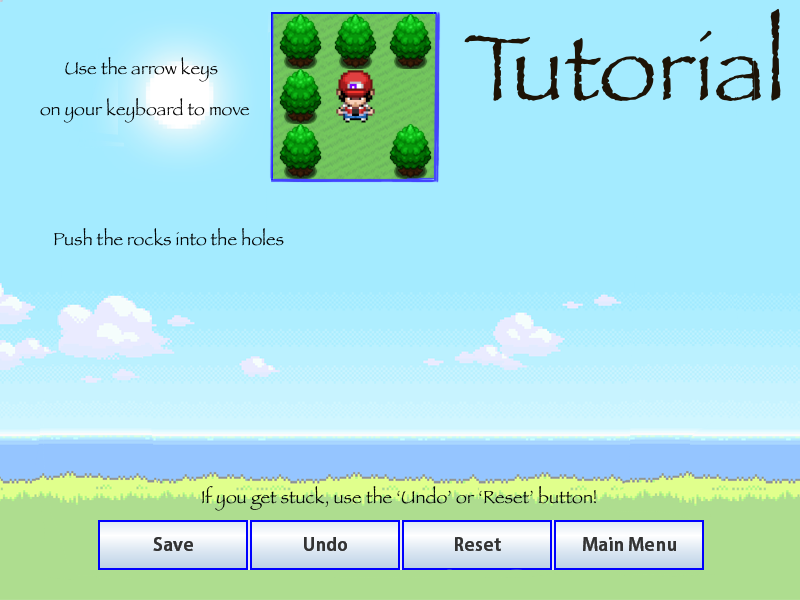 Tutorial
Use the arrow keys
on your keyboard to move
Push the rocks into the holes
If you get stuck, use the ‘Undo’ or ‘Reset’ button!
Save
Undo
Reset
Main Menu